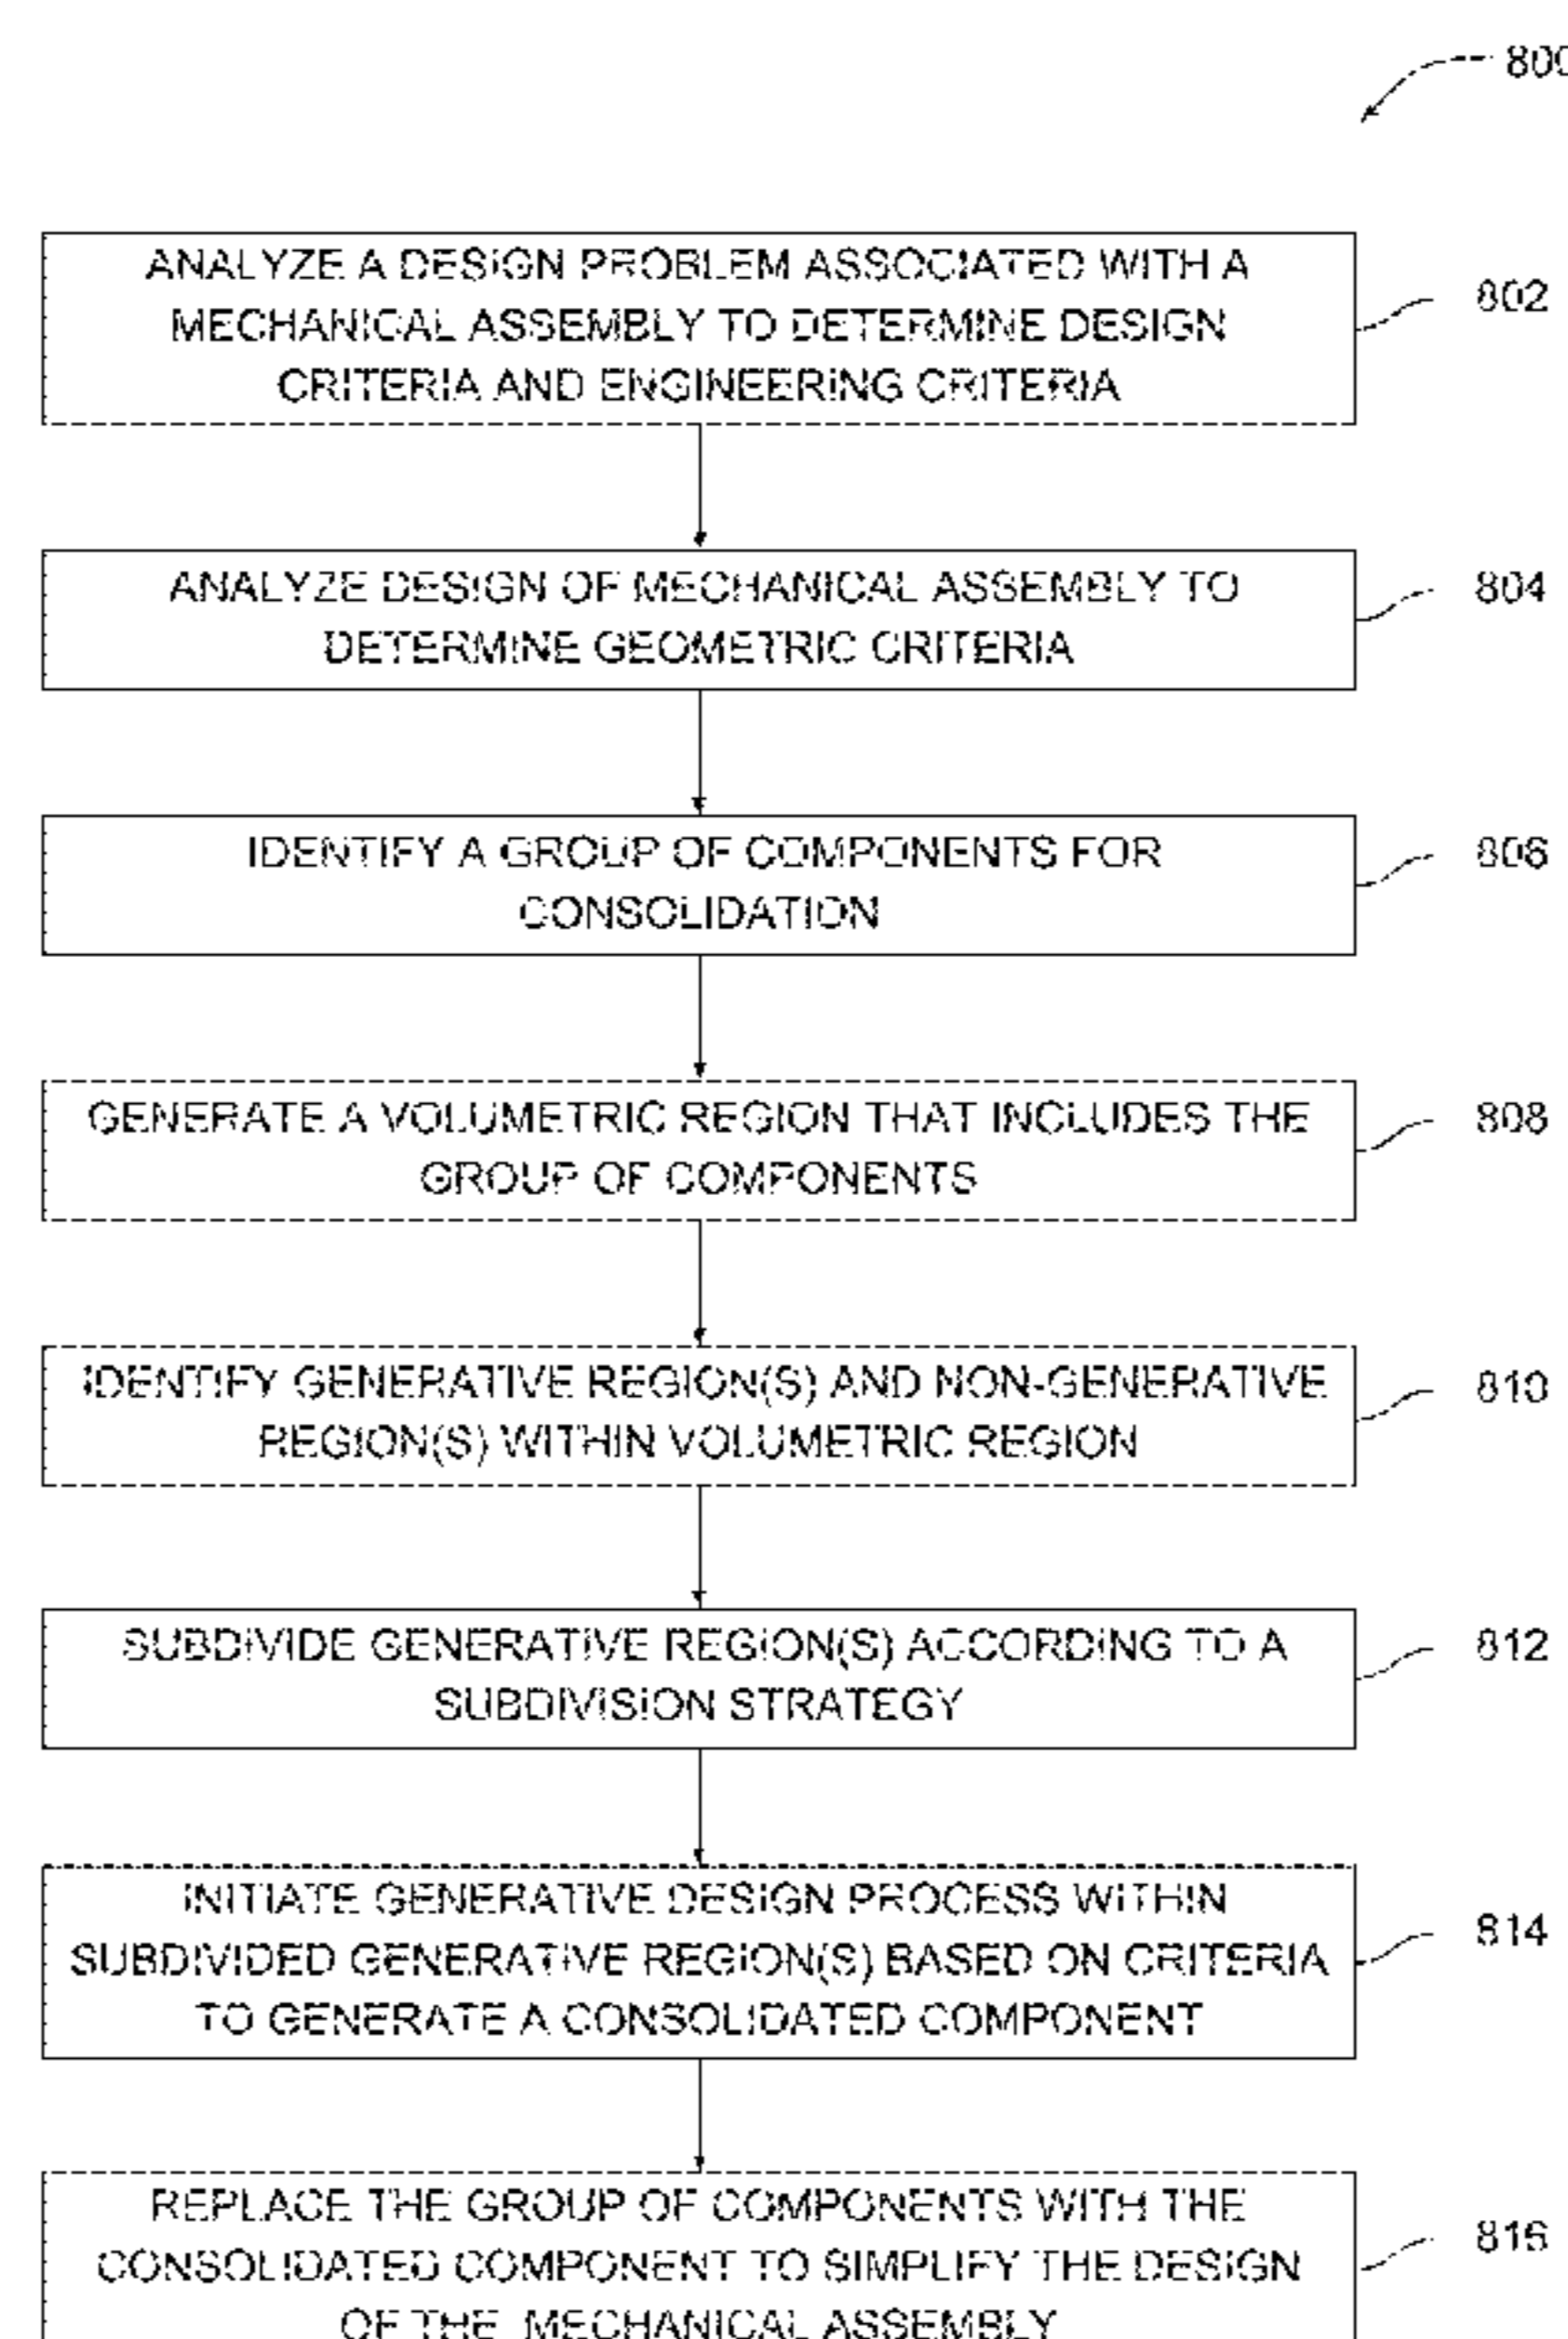 800
ANALYZE A DESIGN PROBLEM ASSOCIATED WITH A
MECHANICAL ASSEMBLY TO DETERMINE DESIGN
CRITERIA AND ENGINEERING CRITERIA
802
ANALYZE DESIGN OF MECHANICAL ASSEMBLY TO
DETERMINE GEOMETRIC CRITERIA
804
IDENTIFY A GROUP OF COMPONENTS FOR
CONSOLIDATION
806
GENERATE A VOLUMETRIC REGION THAT INCLUDES THE
GROUP OF COMPONENTS
808
IDENTIFY GENERATIVE REGION(S) AND NON-GENERATIVE
REGION(S) WITHIN VOLUMETRIC REGION
810
SUBDIVIDE GENERATIVE REGION(S) ACCORDING TO A
SUBDIVISION STRATEGY
812
INITIATE GENERATIVE DESIGN PROCESS WITHIN
SUBDIVIDED GENERATIVE REGION(S) BASED ON CRITERIA
TO GENERATE A CONSOLIDATED COMPONENT
814
REPLACE THE GROUP OF COMPONENTS WITH THE
CONSOLIDATED COMPONENT TO SIMPLIFY THE DESIGN
OF THE MECHANICAL ASSEMBLY
816